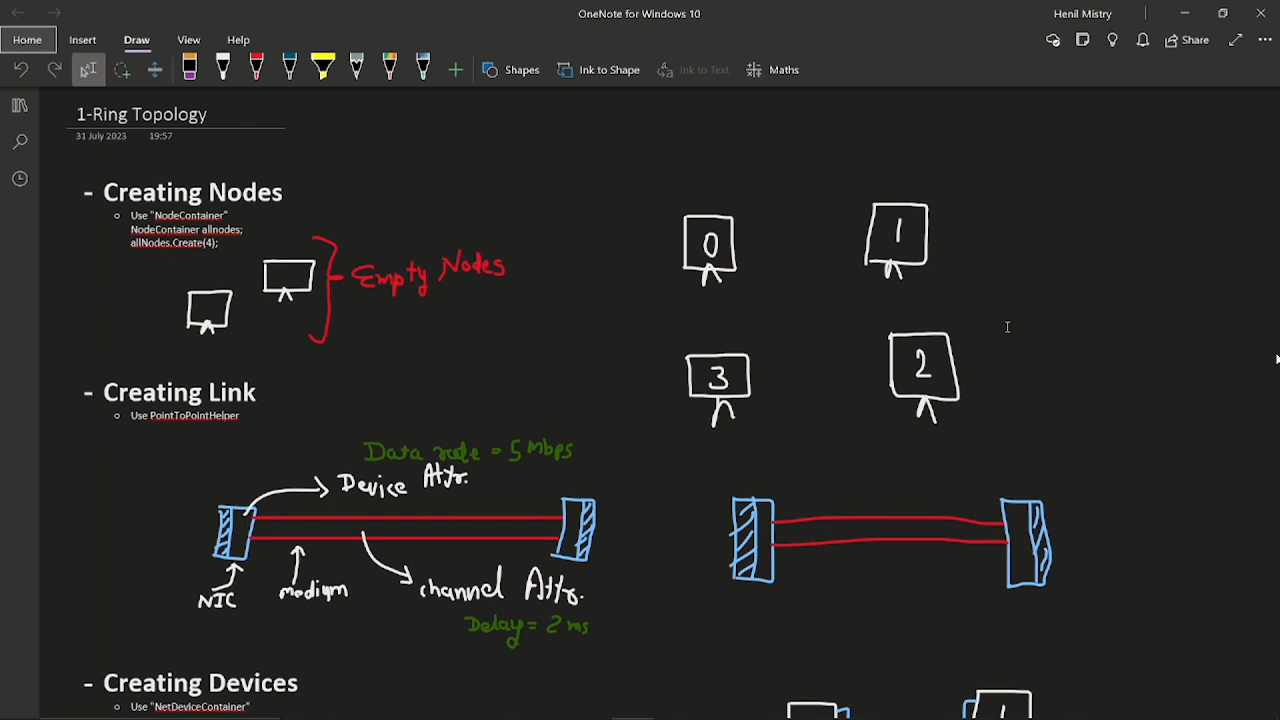 OneNote for Windows 10
Henil Mistry
Home
Insert
Draw
View
Help
Shapes
Ink to Shape
Ink to Text
Maths
Share
1-Ring Topology
31 July 2023 19:57
- Creating Nodes
Use "NodeContainer"
NodeContainer allnodes;
allNodes.Create(4);
Empty Nodes
0
1
3
2
- Creating Link
Use PointToPointHelper
Data rate = 5 Mbps
Device Attr.
NIC
medium
channel Attr.
Delay = 2 ms
- Creating Devices
Use "NetDeviceContainer"
1